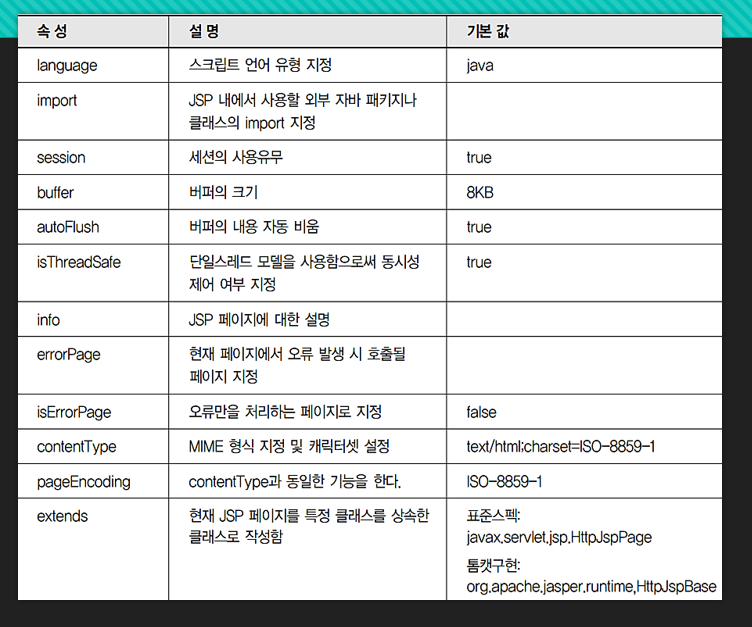 속 성 설 명 기본 값
language 스크립트 언어 유형 지정 java
import JSP 내에서 사용할 외부 자바 패키지나
클래스의 import 지정
session 세션의 사용유무 true
buffer 버퍼의 크기 8KB
autoFlush 버퍼의 내용 자동 비움 true
isThreadSafe 단일스레드 모델을 사용함으로써 동시성 true
제어 여부 지정
info JSP 페이지에 대한 설명
errorPage 현재 페이지에서 오류 발생 시 호출될
페이지 지정
isErrorPage 오류만을 처리하는 페이지로 지정 false
contentType MIME 형식 지정 및 캐릭터셋 설정 text/html;charset=ISO-8859-1
pageEncoding contentType과 동일한 기능을 한다. ISO-8859-1
extends 현재 JSP 페이지를 특정 클래스를 상속한 표준스펙:
클래스로 작성함 javax.servlet.jsp.HttpJspPage
톰캣구현:
org.apache.jasper.runtime.HttpJspBase